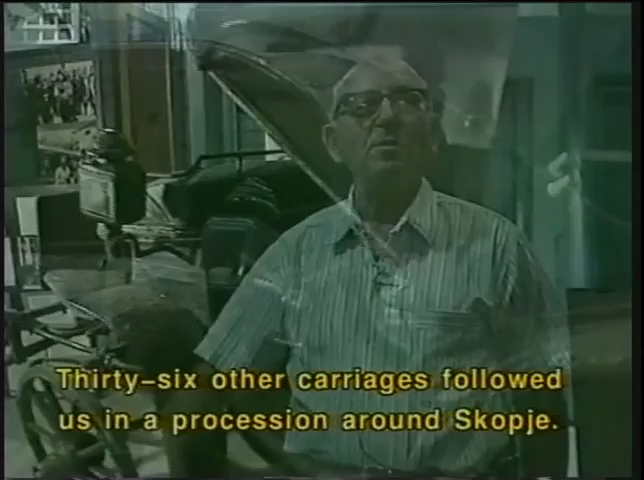 Thirty-six other carriages followed
us in a procession around Skopje.